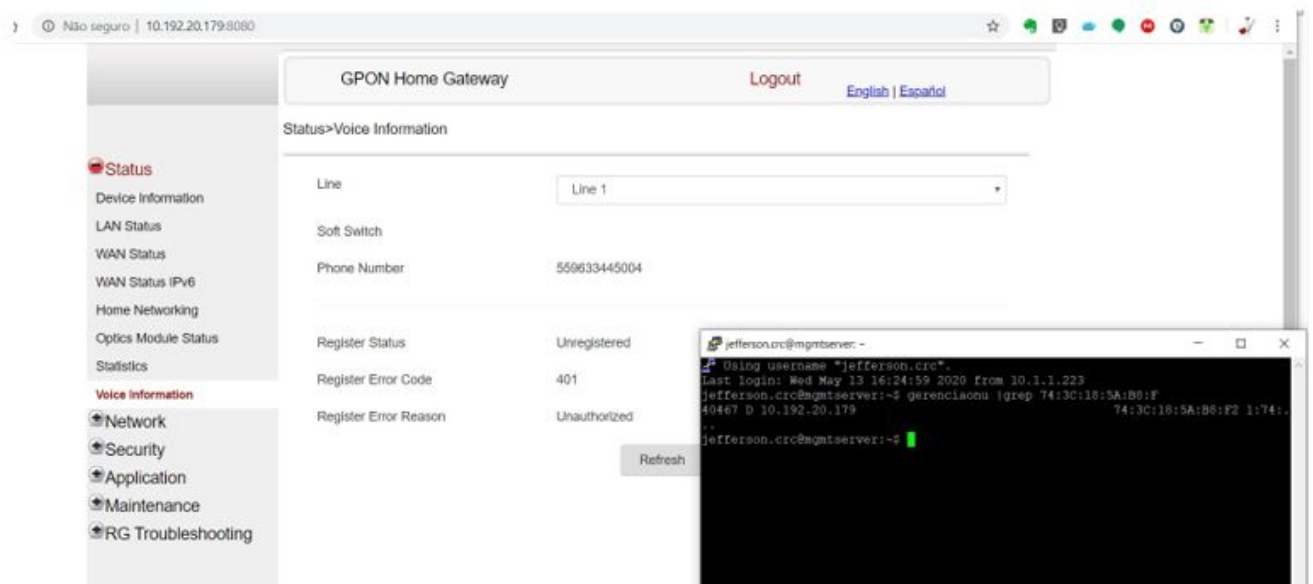 Não seguro | 10.192.20.179:8080
GPON Home Gateway
Logout
English | Español
Status>Voice Information
Status
Device Information
LAN Status
WAN Status
WAN Status IPv6
Home Networking
Optics Module Status
Statistics
Voice Information
Network
Security
Application
Maintenance
RG Troubleshooting
Line
Line 1
Soft Switch
Phone Number
559633445004
Register Status
Unregistered
Register Error Code
401
Register Error Reason
Unauthorized
Refresh
jefferson.crc@mgmtserver: ~
Using username "jefferson.crc".
Last login: Wed May 13 16:24:59 2020 from 10.1.1.223
jefferson.crc@mgmtserver:~$ gerenciaonu |grep 74:3C:18:5A:B8:F
40467 D 10.192.20.179 74:3C:18:5A:B8:F2 1:74:.
..
jefferson.crc@mgmtserver:~$